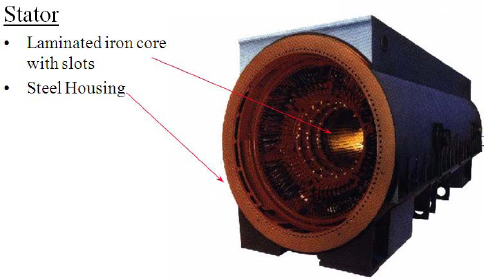 Stator
• Laminated iron core
with slots
• Steel Housing